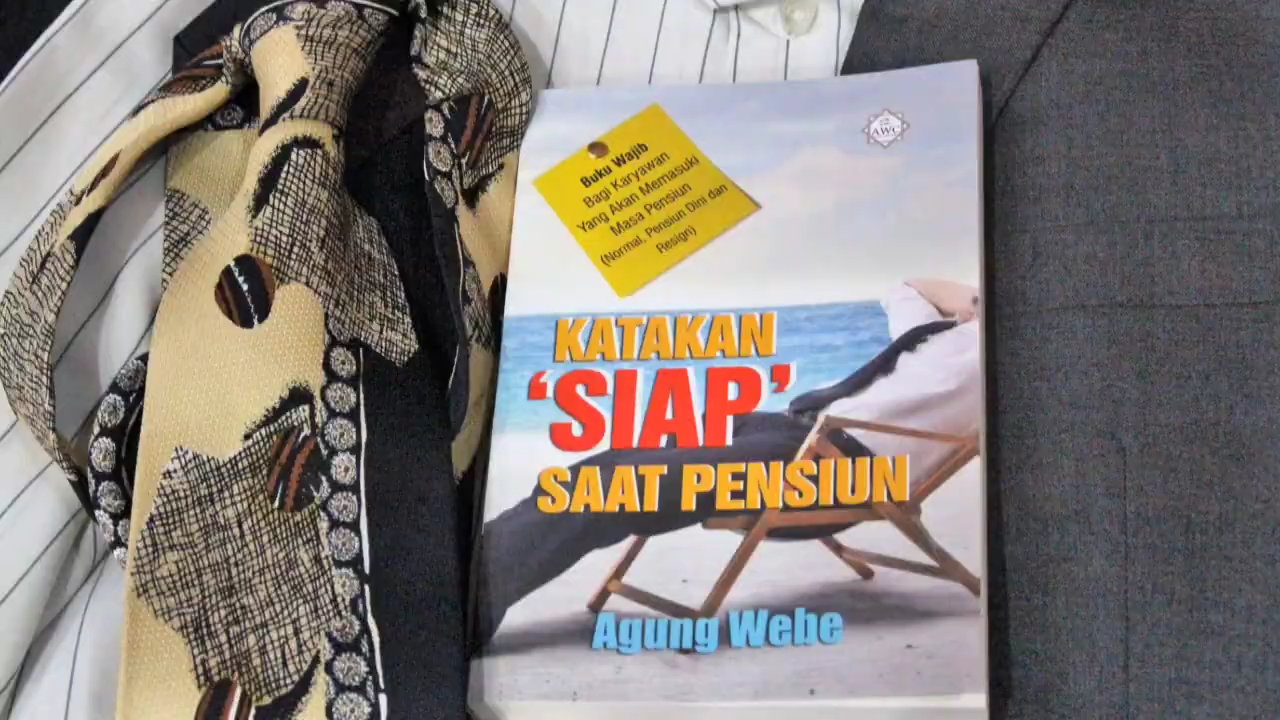 Buku Wajib
Bagi Karyawan
Yang Akan Memasuki
Masa Pensiun
(Normal, Pensiun Dini dan
Resign)
AWC
KATAKAN
'SIAP'
SAAT PENSIUN
Agung Webe